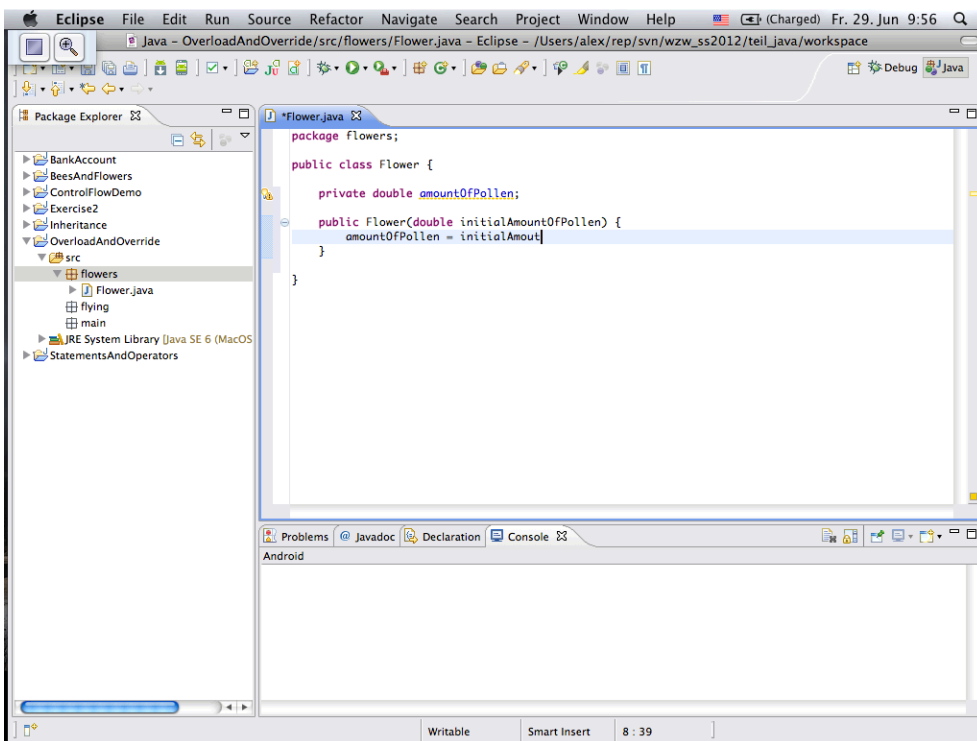 Eclipse File Edit Run Source Refactor Navigate Search Project Window Help (Charged) Fr. 29. Jun 9:56
Java – OverloadAndOverride/src/flowers/Flower.java – Eclipse – /Users/alex/rep/svn/wzw_ss2012/teil_java/workspace
Debug Java
Package Explorer
BankAccount
BeesAndFlowers
ControlFlowDemo
Exercise2
Inheritance
OverloadAndOverride
src
flowers
Flower.java
flying
main
JRE System Library [Java SE 6 (MacOS
StatementsAndOperators
*Flower.java
package flowers;
public class Flower {
private double amountOfPollen;
public Flower(double initialAmountOfPollen) {
amountOfPollen = initialAmout
}
}
Problems @ Javadoc Declaration Console
Android
Writable Smart Insert 8 : 39